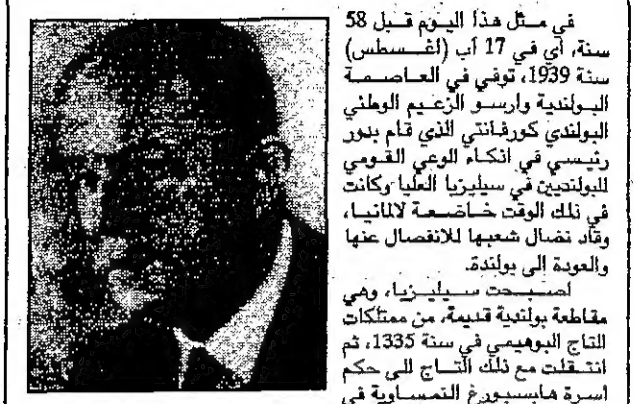 في مثل هذا اليوم قبل 58
سنة، أي في 17 آب (اغسطس)
سنة 1939، توفي في العاصمة
البولندية وارسو الزعيم الوطني
البولندي كورفانتي الذي قام بدور
رئيسي في انكاء الوعي القومي
للبولنديين في سيليزيا العليا وكانت
في ذلك الوقت خاضعة لالمانيا،
وقاد نضال شعبها للانفصال عنها
والعودة الى بولندة.
اصبحت سيليزيا، وهي
مقاطعة بولندية قديمة، من ممتلكات
التاج البوهيمي في سنة 1335، ثم
انتقلت مع ذلك التاج الى حكم
اسرة هابسبورغ النمساوية في